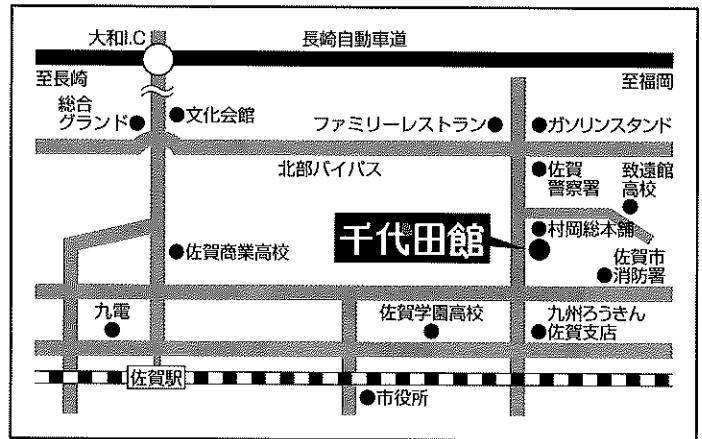 大和I.C
長崎自動車道
至長崎
至福岡
総合
グランド
文化会館
ファミリーレストラン
ガソリンスタンド
北部バイパス
佐賀
警察署
致遠館
高校
千代田館
村岡総本舗
佐賀商業高校
佐賀市
消防署
九電
佐賀学園高校
九州ろうきん
佐賀支店
佐賀駅
市役所